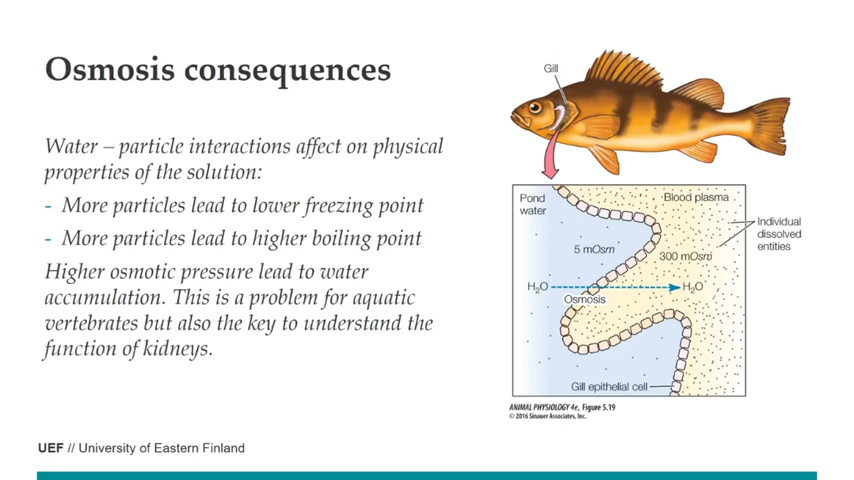 Osmosis consequences
Water – particle interactions affect on physical
properties of the solution:
- More particles lead to lower freezing point
- More particles lead to higher boiling point
Higher osmotic pressure lead to water
accumulation. This is a problem for aquatic
vertebrates but also the key to understand the
function of kidneys.
Gill
Pond
water
Blood plasma
Individual
dissolved
entities
5 mOsm
300 mOsm
H₂O
H₂O
Osmosis
Gill epithelial cell
ANIMAL PHYSIOLOGY 4e, Figure 5.19
© 2016 Sinauer Associates, Inc.
UEF // University of Eastern Finland